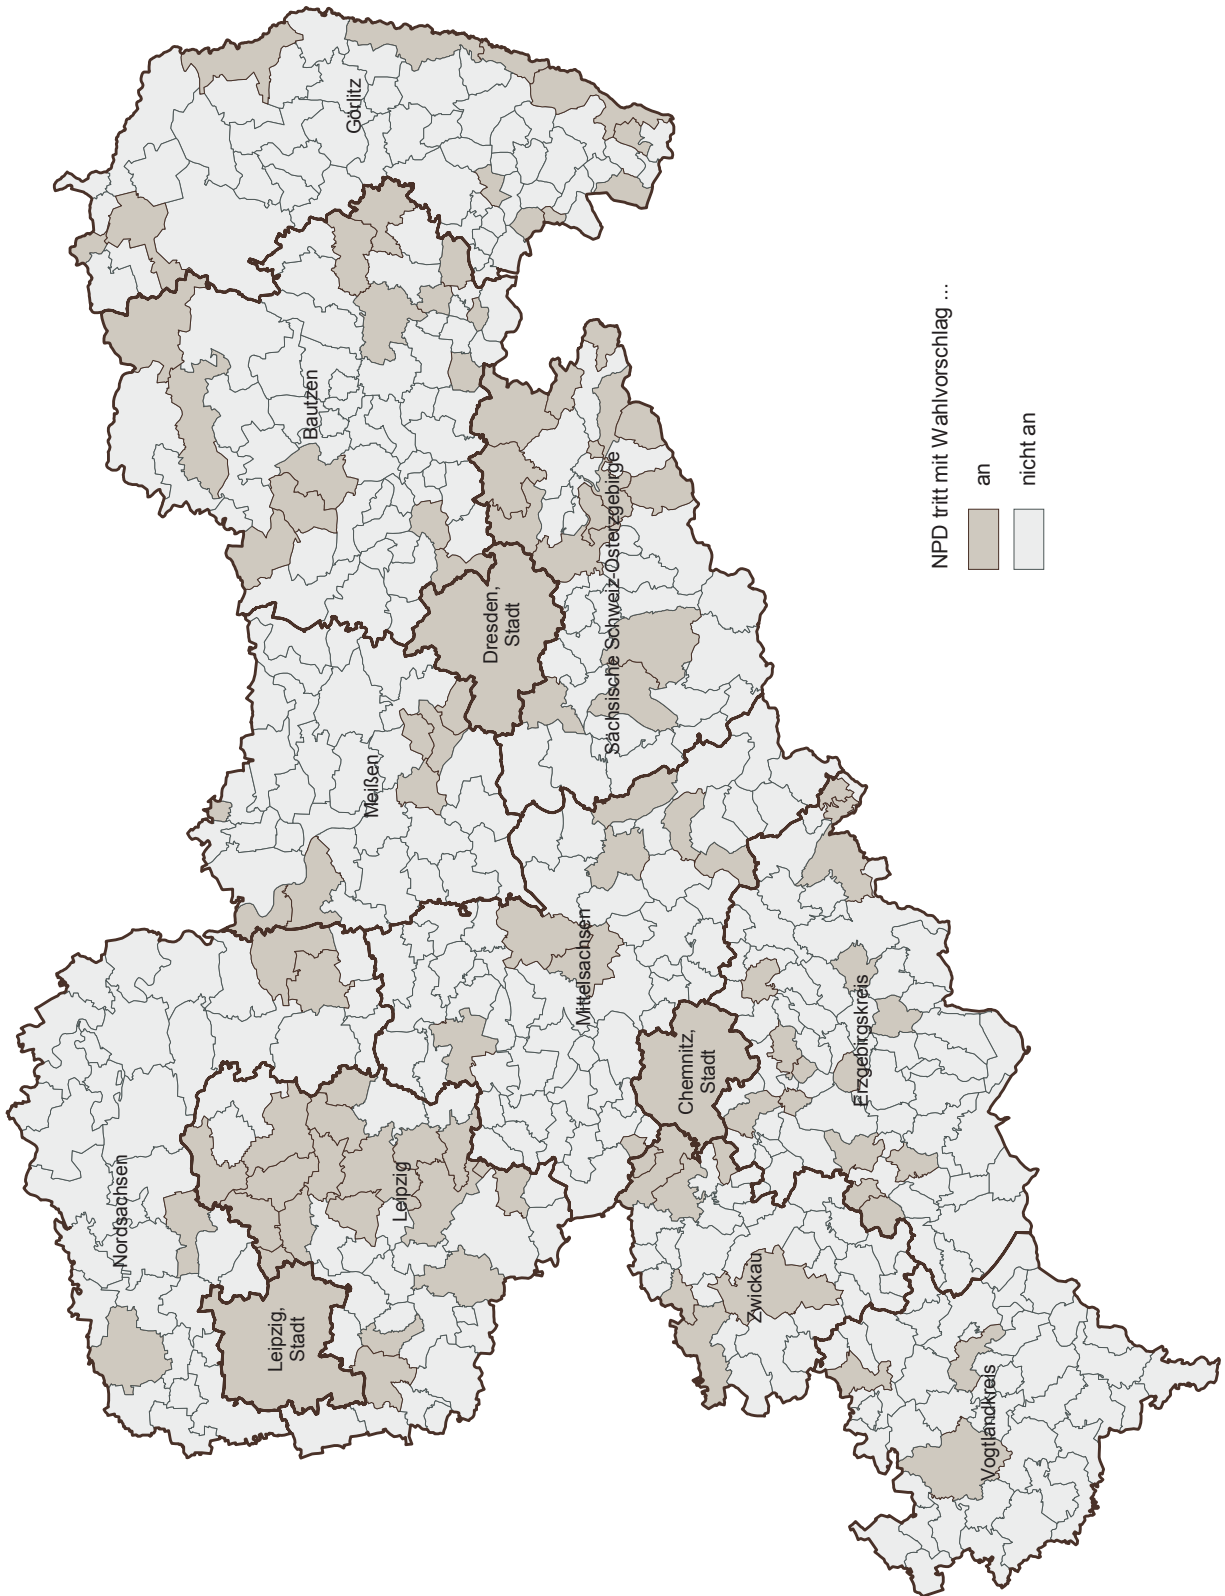 Görlitz
Bautzen
Dresden,
Stadt
Sächsische Schweiz-Osterzgebirge
Meißen
Mittelsachsen
Nordsachsen
Leipzig
Leipzig,
Stadt
Chemnitz,
Stadt
Erzgebirgskreis
Zwickau
Vogtlandkreis
NPD tritt mit Wahlvorschlag ...
an
nicht an